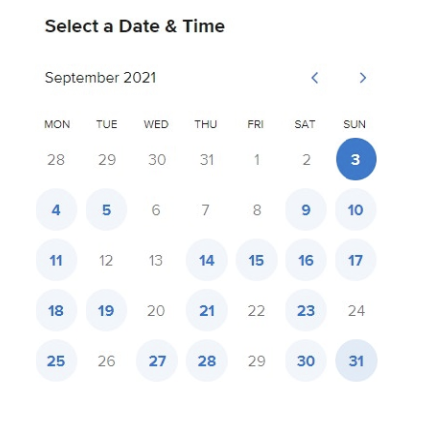 Select a Date & Time
September 2021
MON TUE WED THU FRI SAT SUN
28 29 30 31 1 2 3
4 5 6 7 8 9 10
11 12 13 14 15 16 17
18 19 20 21 22 23 24
25 26 27 28 29 30 31